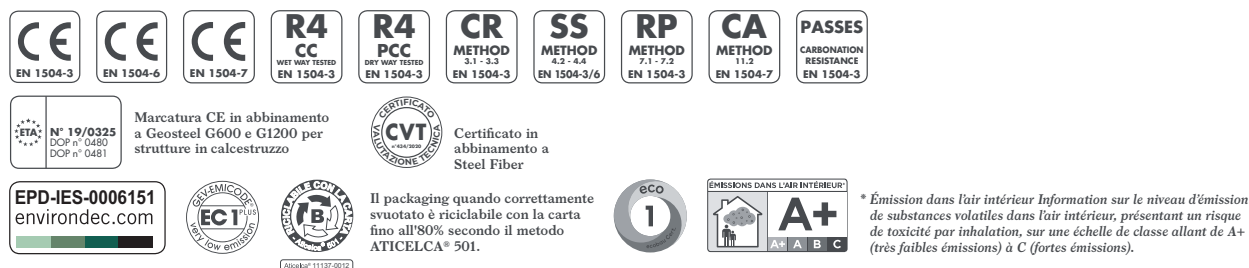 CE
EN 1504-3
CE
EN 1504-6
CE
EN 1504-7
R4
CC
WET WAY TESTED
EN 1504-3
R4
PCC
DRY WAY TESTED
EN 1504-3
CR
METHOD
3.1 - 3.3
EN 1504-3
SS
METHOD
4.2 - 4.4
EN 1504-3/6
RP
METHOD
7.1 - 7.2
EN 1504-3
CA
METHOD
11.2
EN 1504-7
PASSES
CARBONATION
RESISTANCE
EN 1504-3
ETA
N° 19/0325
DOP n° 0480
DOP n° 0481
Marcatura CE in abbinamento
a Geosteel G600 e G1200 per
strutture in calcestruzzo
CERTIFICATO
CVT
n°434/2020
VALUTAZIONE TECNICA
Certificato in
abbinamento a
Steel Fiber
EPD-IES-0006151
environdec.com
GEV-EMICODE®
EC 1 PLUS
very low emission
RICICLABILE CON LA CARTA
B
- Aticelca® 501 -
Aticelca® 11137-0012
Il packaging quando correttamente
svuotato è riciclabile con la carta
fino all'80% secondo il metodo
ATICELCA® 501.
eco
1
ÉMISSIONS DANS L'AIR INTÉRIEUR*
A+
A+ A B C
* Émission dans l'air intérieur Information sur le niveau d'émission
de substances volatiles dans l'air intérieur, présentant un risque
de toxicité par inhalation, sur une échelle de classe allant de A+
(très faibles émissions) à C (fortes émissions).